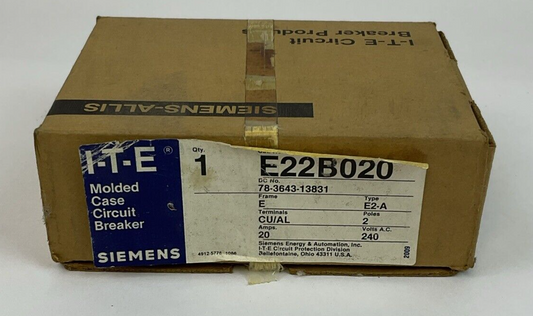 I-T-E Circuit
Breaker Products
SIEMENS-ALLIS
I-T-E®
Molded
Case
Circuit
Breaker
SIEMENS
Qty.
1
E22B020
DC No.
78-3643-13831
Frame Type
E E2-A
Terminals Poles
CU/AL 2
Amps. Volts A.C.
20 240
Siemens Energy & Automation, Inc.
I-T-E Circuit Protection Division
Bellefontaine, Ohio 43311 U.S.A.